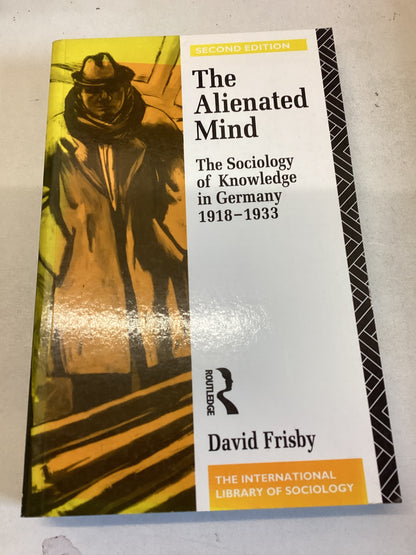 SECOND EDITION
The
Alienated
Mind
The Sociology
of Knowledge
in Germany
1918–1933
ROUTLEDGE
David Frisby
THE INTERNATIONAL
LIBRARY OF SOCIOLOGY